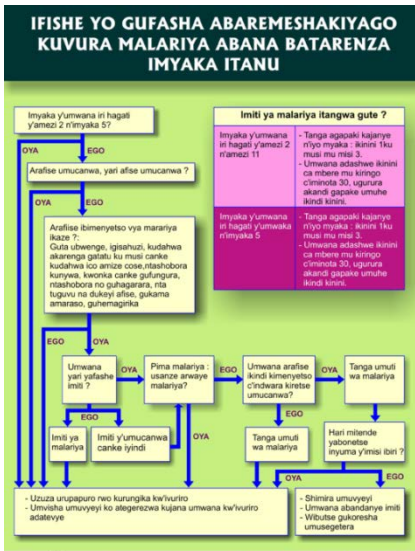 IFISHE YO GUFASHA ABAREMESHAKIYAGO
KUVURA MALARIYA ABANA BATARENZA
IMYAKA ITANU
Imyaka y'umwana iri hagati
y'amezi 2 n'imyaka 5?
OYA
EGO
Arafise umucanwa, yari afise umucanwa ?
OYA
EGO
Arafiise ibimenyetso vya marariya
ikaze ?:
Guta ubwenge, igisahuzi, kudahwa
akarenga gatatu ku musi canke
kudahwa ico amize cose,ntashobora
kunywa, kwonka canke gufungura,
ntashobora no guhagarara, nta
tuguvu na dukeyi afise, gukama
amaraso, guhemagirika
Imiti ya malariya itangwa gute ?
Imyaka y'umwana
iri hagati y'amezi 2
n'amezi 11
- Tanga agapaki kajanye
n'iyo myaka : ikinini 1ku
musi mu misi 3.
- Umwana adashwe ikinini
ca mbere mu kiringo
c'iminota 30, ugurura
akandi gapake umuhe
ikindi kinini.
Imyaka y'umwana
iri hagati y'umwaka
n'imyaka 5
- Tanga agapaki kajanye
n'iyo myaka : ikinini 1ku
musi mu misi 3.
- Umwana adashwe ikinini
ca mbere mu kiringo
c'iminota 30, ugurura
akandi gapake umuhe
ikindi kinini.
EGO
OYA
Umwana
yari yafashe
imiti ?
OYA
Pima malariya :
usanze arwaye
malariya?
EGO
Umwana arafise
ikindi kimenyetso
c'indwara kiretse
umucanwa?
OYA
Tanga umuti
wa malariya
EGO
OYA
EGO
Imiti ya
malariya
Imiti y'umucanwa
canke iyindi
Tanga umuti
wa malariya
Hari mitende
yabonetse
inyuma y'imisi ibiri ?
OYA
EGO
- Uzuza urupapuro rwo kurungika kw'ivuriro
- Umvisha umuvyeyi ko ategerezwa kujana umwana kw'ivuriro
adatevye
- Shimira umuvyeyi
- Umwana abandanye imiti
- Wibutse gukoresha
umusegetera